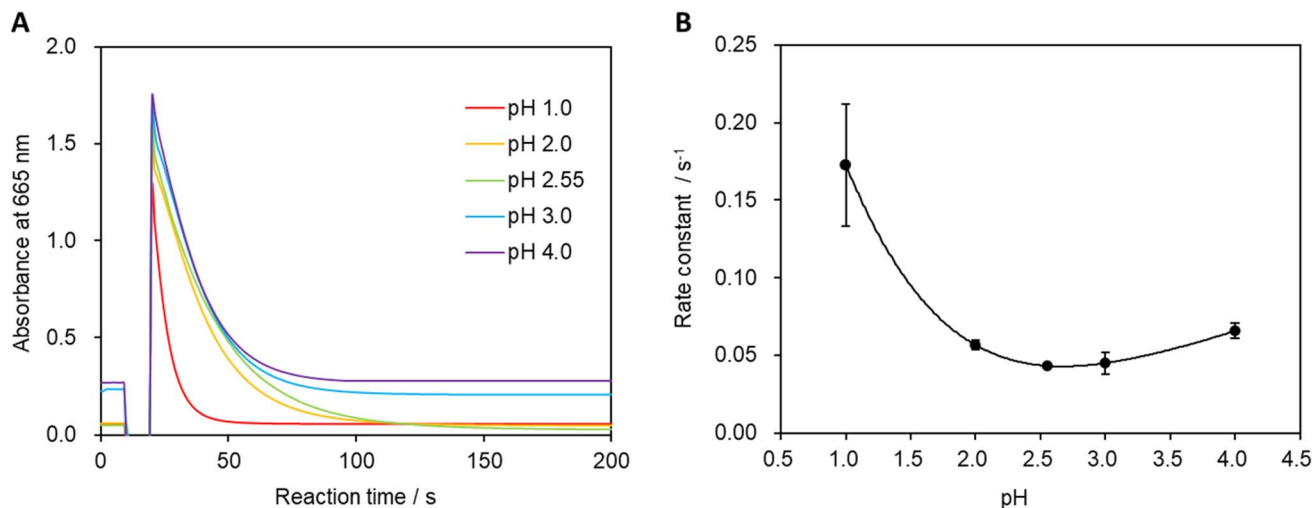 A
2.0
1.5
1.0
0.5
0.0
Absorbance at 665 nm
0
50
100
150
200
Reaction time / s
pH 1.0
pH 2.0
pH 2.55
pH 3.0
pH 4.0
B
0.25
0.20
0.15
0.10
0.05
0.00
Rate constant / s⁻¹
0.5
1.0
1.5
2.0
2.5
3.0
3.5
4.0
4.5
pH